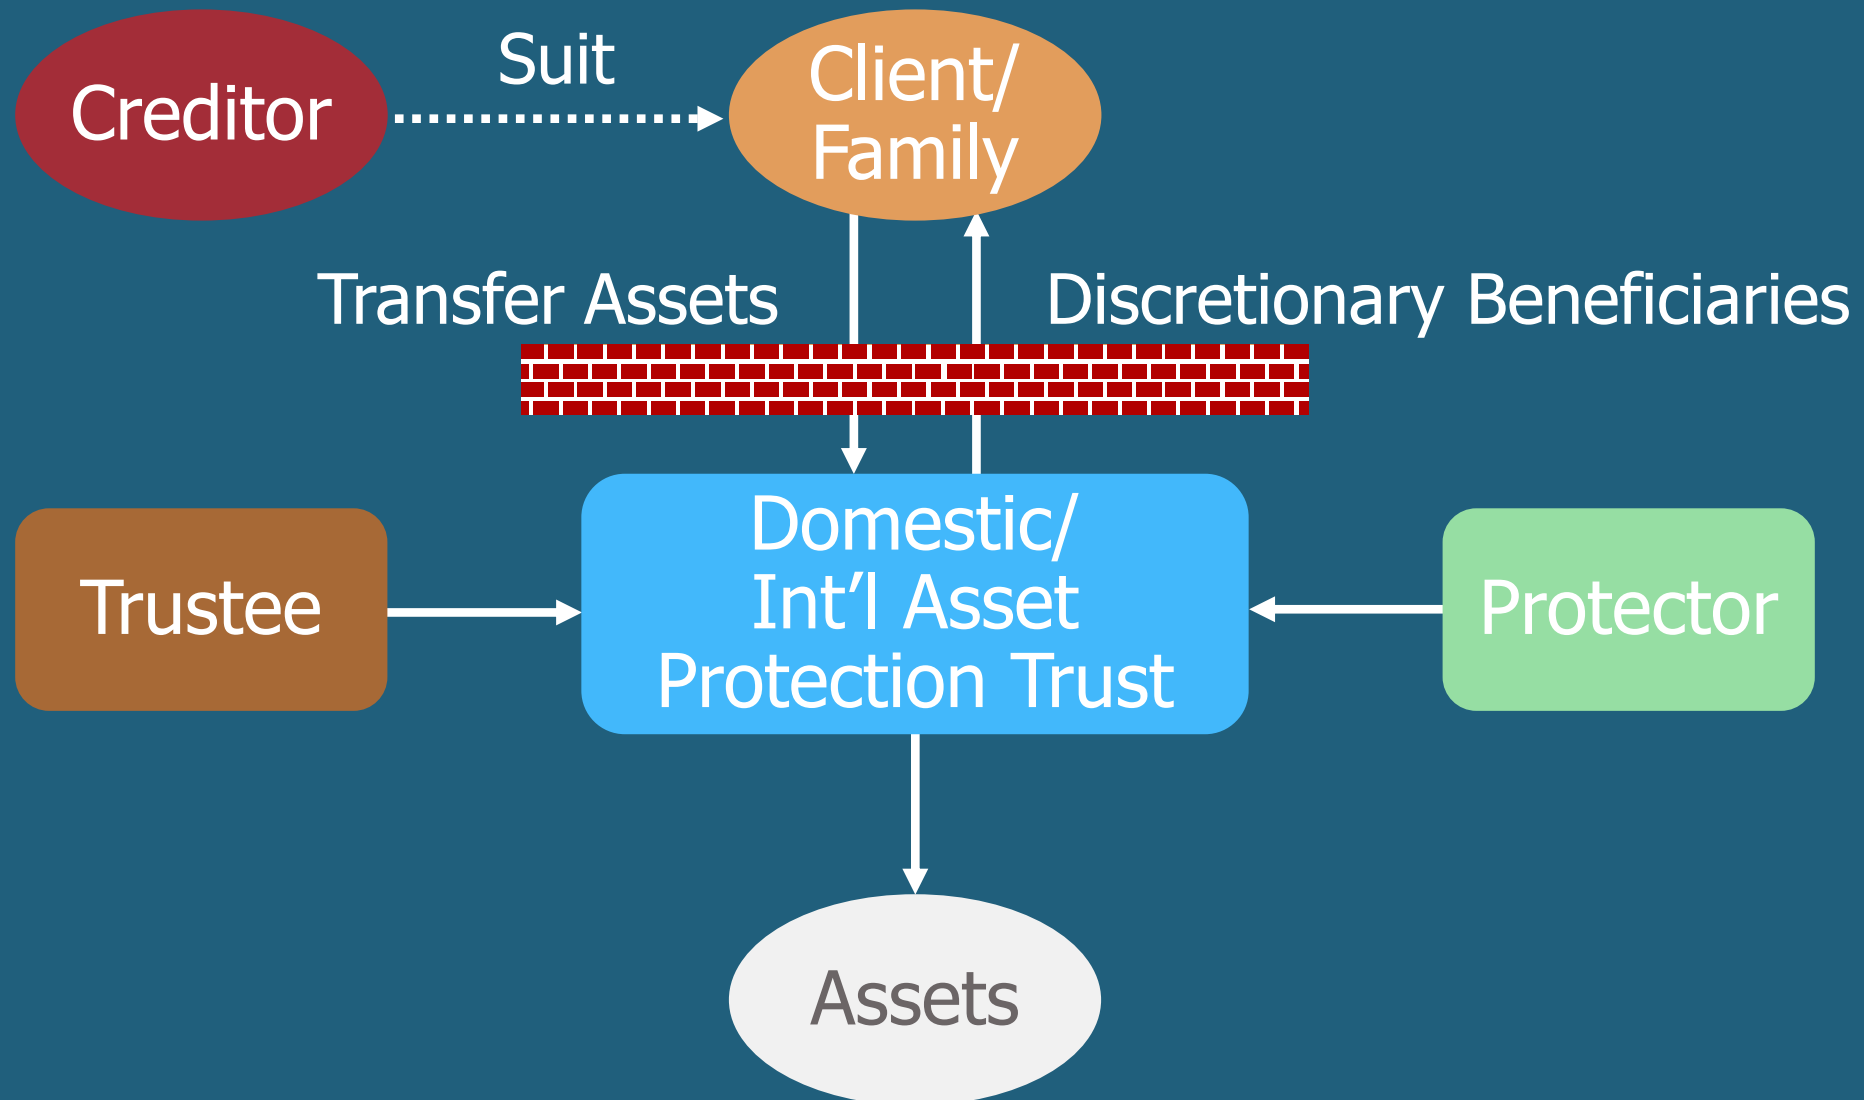 Creditor
Suit
Client/
Family
Transfer Assets
Discretionary Beneficiaries
Trustee
Domestic/
Int’l Asset
Protection Trust
Protector
Assets